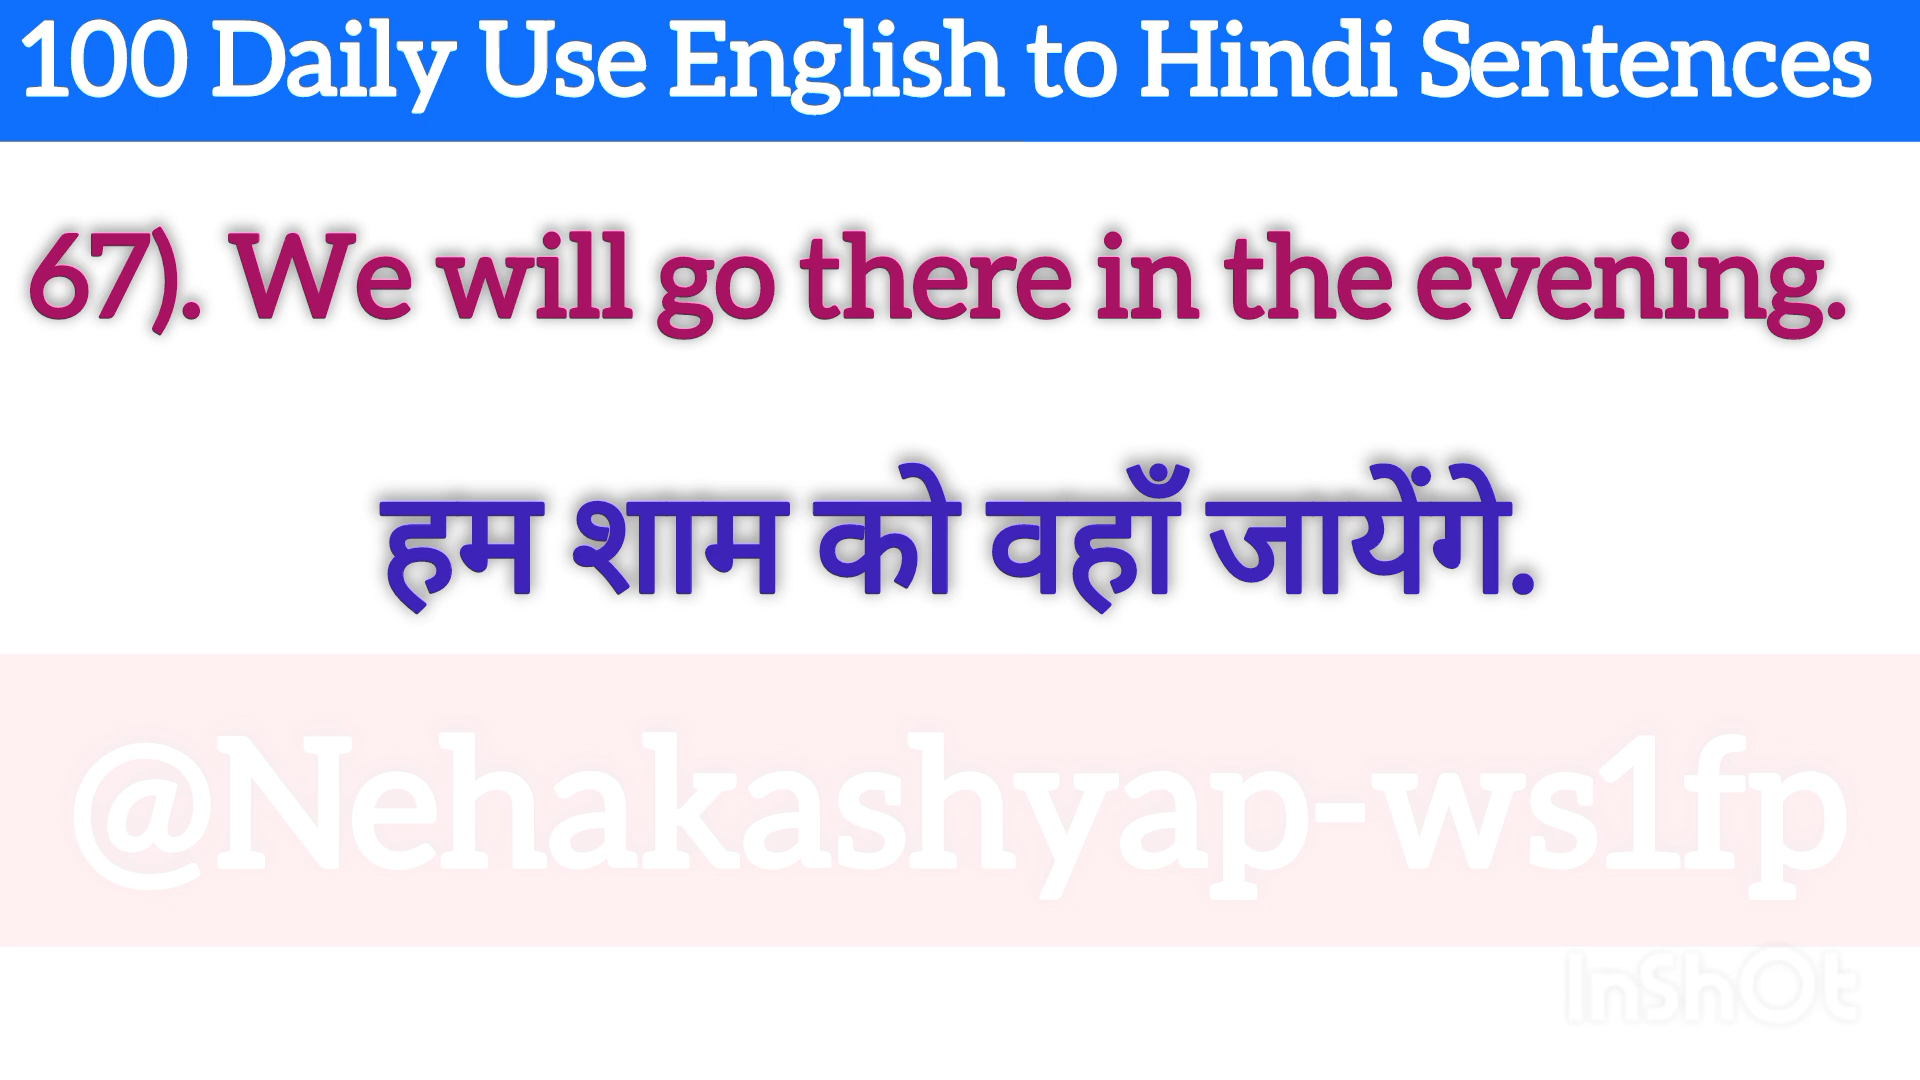 100 Daily Use English to Hindi Sentences
67). We will go there in the evening.
हम शाम को वहाँ जायेंगे.
@Nehakashyap-ws1fp
InShOt